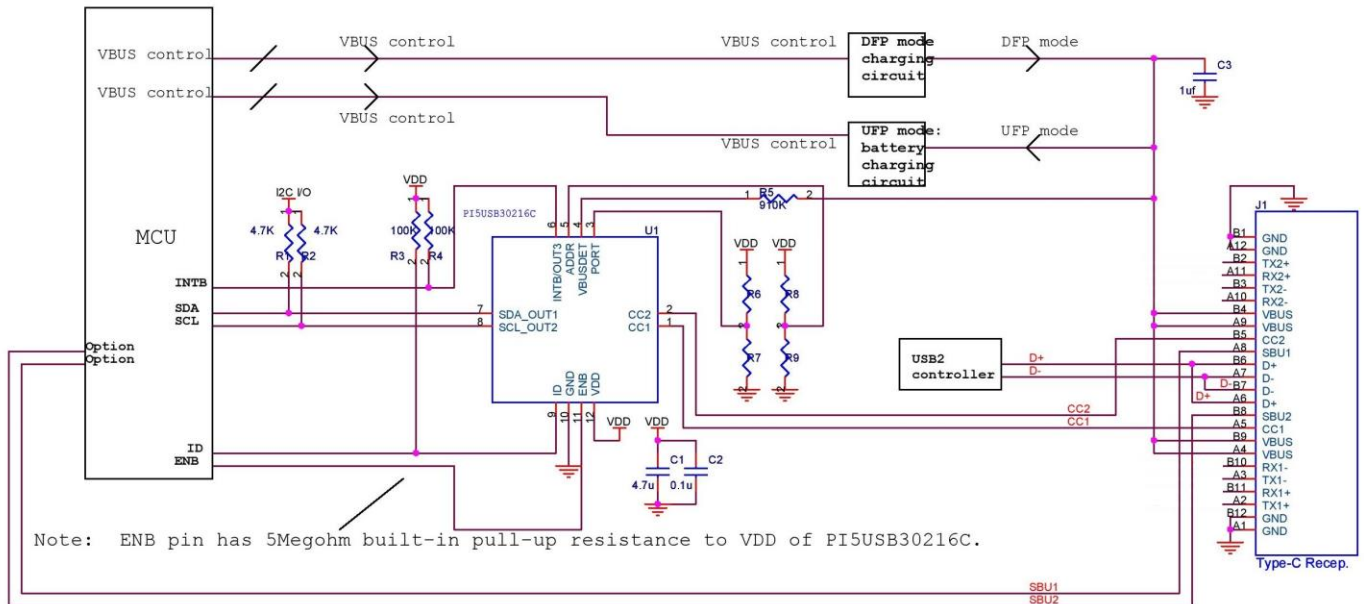 VBUS control
VBUS control
VBUS control
DFP mode
charging
circuit
DFP mode
C3
1uf
VBUS control
VBUS control
VBUS control
UFP mode:
battery
charging
circuit
UFP mode
I2C I/O
4.7K
4.7K
R1
R2
VDD
100K
100K
R3
R4
MCU
INTB
SDA
SCL
Option
Option
ID
ENB
PI5USB30216C
U1
6
5
4
3
INTB/OUT3
ADDR
VBUSDET
PORT
7
SDA_OUT1
8
SCL_OUT2
CC2
2
CC1
1
ID
GND
ENB
VDD
9
10
11
12
VDD
1
R5
2
910K
VDD
VDD
R6
R8
R7
R9
VDD
C1
C2
4.7u
0.1u
USB2
controller
D+
D-
D-
D+
CC2
CC1
J1
B1 GND
A12 GND
B2 TX2+
A11 RX2+
B3 TX2-
A10 RX2-
B4 VBUS
A9 VBUS
B5 CC2
A8 SBU1
B6 D+
A7 D-
B7 D-
A6 D+
B8 SBU2
A5 CC1
B9 VBUS
A4 VBUS
B10 RX1-
A3 TX1-
B11 RX1+
A2 TX1+
B12 GND
A1 GND
Type-C Recep.
Note: ENB pin has 5Megohm built-in pull-up resistance to VDD of PI5USB30216C.
SBU1
SBU2